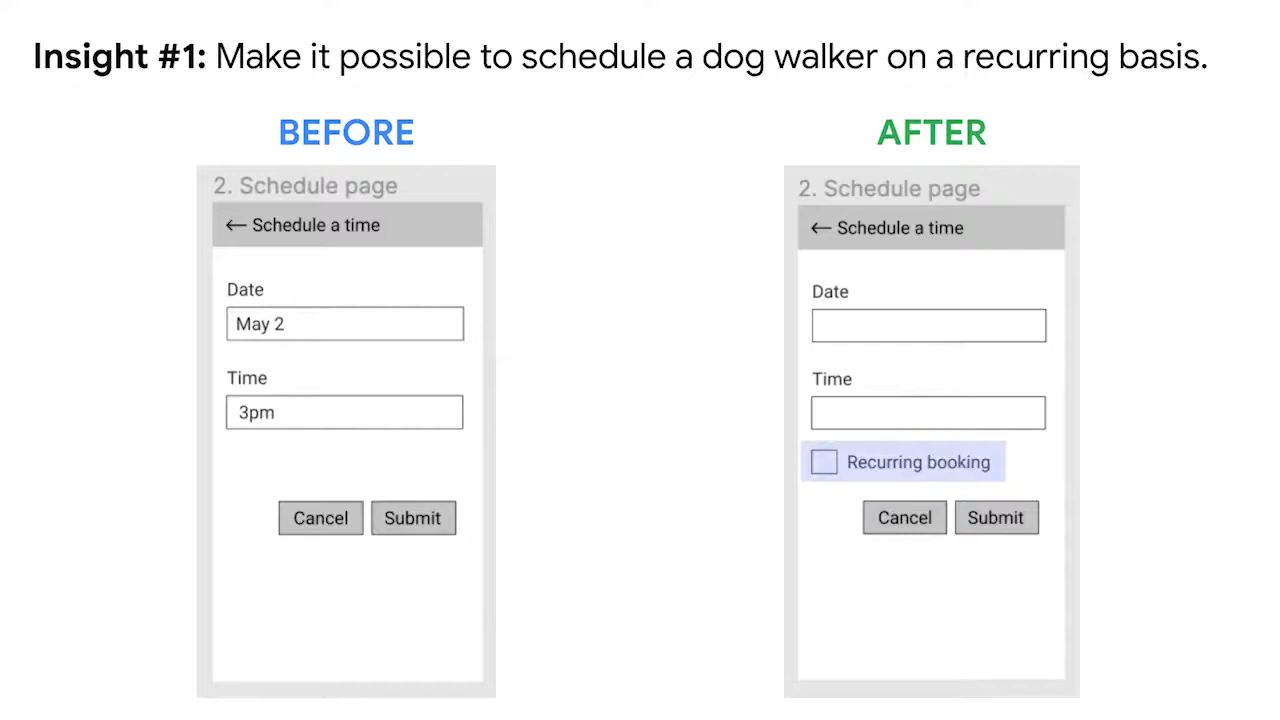 Insight #1: Make it possible to schedule a dog walker on a recurring basis.
BEFORE
2. Schedule page
← Schedule a time
Date
May 2
Time
3pm
Cancel
Submit
AFTER
2. Schedule page
← Schedule a time
Date
Time
Recurring booking
Cancel
Submit